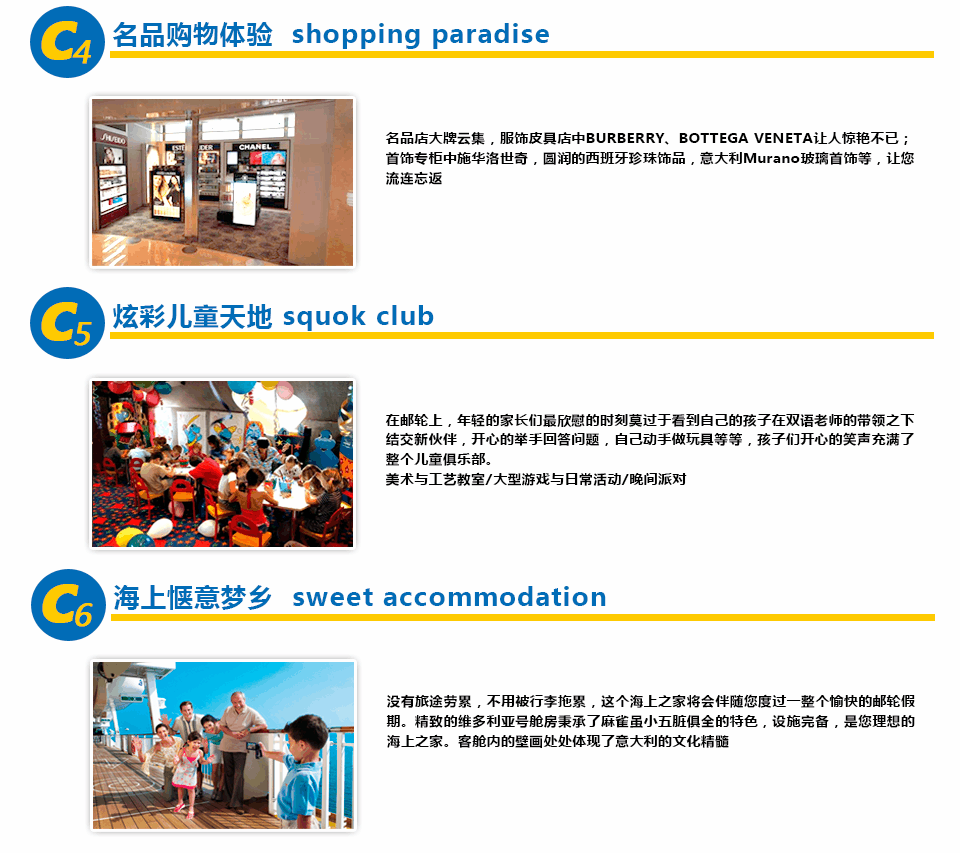 C4 名品购物体验 shopping paradise
SHISEIDO
ESTEE LAUDER
CHANEL
名品店大牌云集，服饰皮具店中BURBERRY、BOTTEGA VENETA让人惊艳不已；
首饰专柜中施华洛世奇，圆润的西班牙珍珠饰品，意大利Murano玻璃首饰等，让您
流连忘返
C5 炫彩儿童天地 squok club
在邮轮上，年轻的家长们最欣慰的时刻莫过于看到自己的孩子在双语老师的带领之下
结交新伙伴，开心的举手回答问题，自己动手做玩具等等，孩子们开心的笑声充满了
整个儿童俱乐部。
美术与工艺教室/大型游戏与日常活动/晚间派对
C6 海上惬意梦乡 sweet accommodation
没有旅途劳累，不用被行李拖累，这个海上之家将会伴随您度过一整个愉快的邮轮假
期。精致的维多利亚号舱房秉承了麻雀虽小五脏俱全的特色，设施完备，是您理想的
海上之家。客舱内的壁画处处体现了意大利的文化精髓